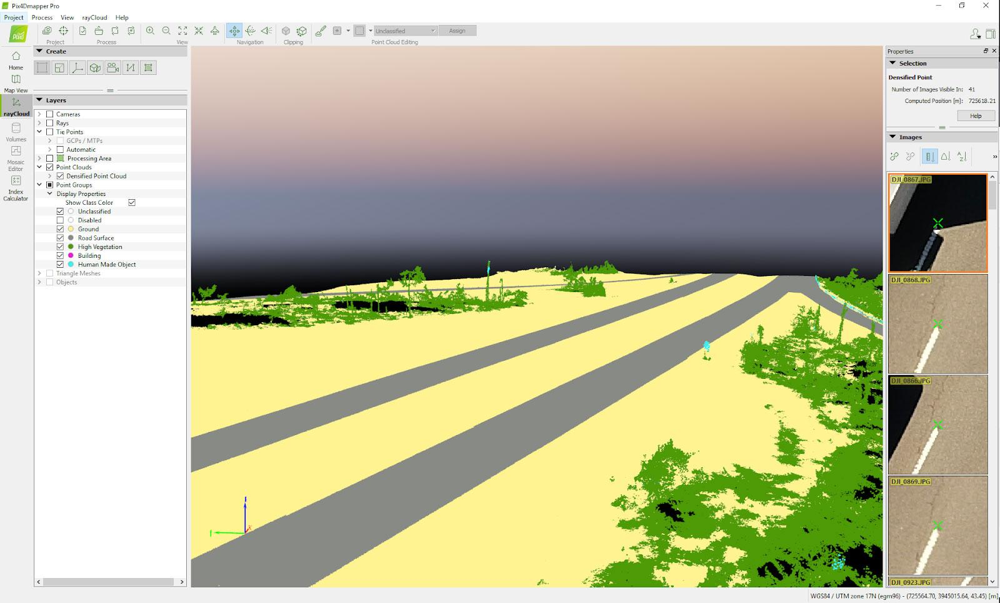 Pix4Dmapper Pro
Project Process View rayCloud Help
Unclassified Assign
Project Process View Navigation Clipping Point Cloud Editing
Home
Map View
rayCloud
Volumes
Mosaic
Editor
Index
Calculator
Create
Layers
Cameras
Rays
Tie Points
GCPs / MTPs
Automatic
Processing Area
Point Clouds
Densified Point Cloud
Point Groups
Display Properties
Show Class Color
Unclassified
Disabled
Ground
Road Surface
High Vegetation
Building
Human Made Object
Triangle Meshes
Objects
Properties
Selection
Densified Point
Number of Images Visible In: 41
Computed Position [m]: 725618.21
Help
Images
DJI_0867.JPG
DJI_0868.JPG
DJI_0866.JPG
DJI_0869.JPG
DJI_0923.JPG
WGS84 / UTM zone 17N (egm96) - (725564.70, 3945015.64, 43.45) [m]